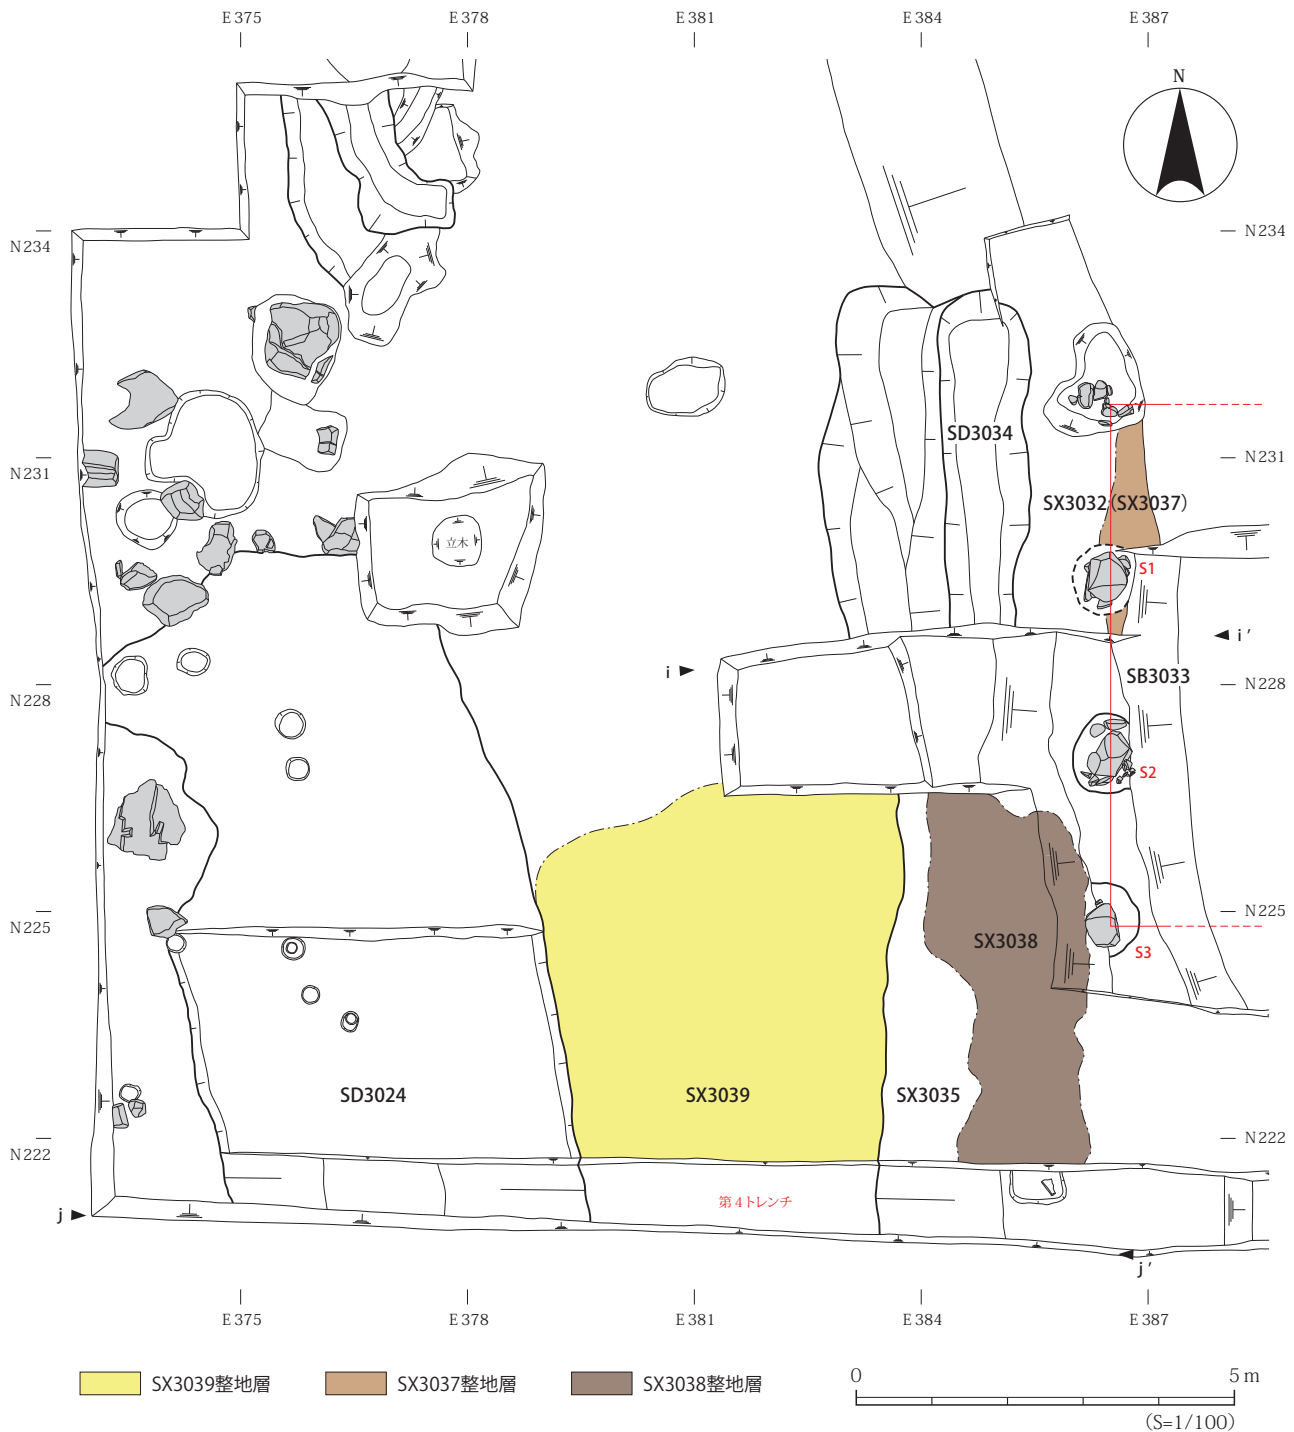 E375 E378 E381 E384 E387
N
N234 N234
SD3034
N231 N231
SX3032(SX3037)
立木
S1
i i′
SB3033
N228 N228
S2
N225 N225
SX3038
S3
SD3024 SX3039 SX3035
N222 N222
第4トレンチ
j
j′
E375 E378 E381 E384 E387
SX3039整地層 SX3037整地層 SX3038整地層
0 5m
(S=1/100)